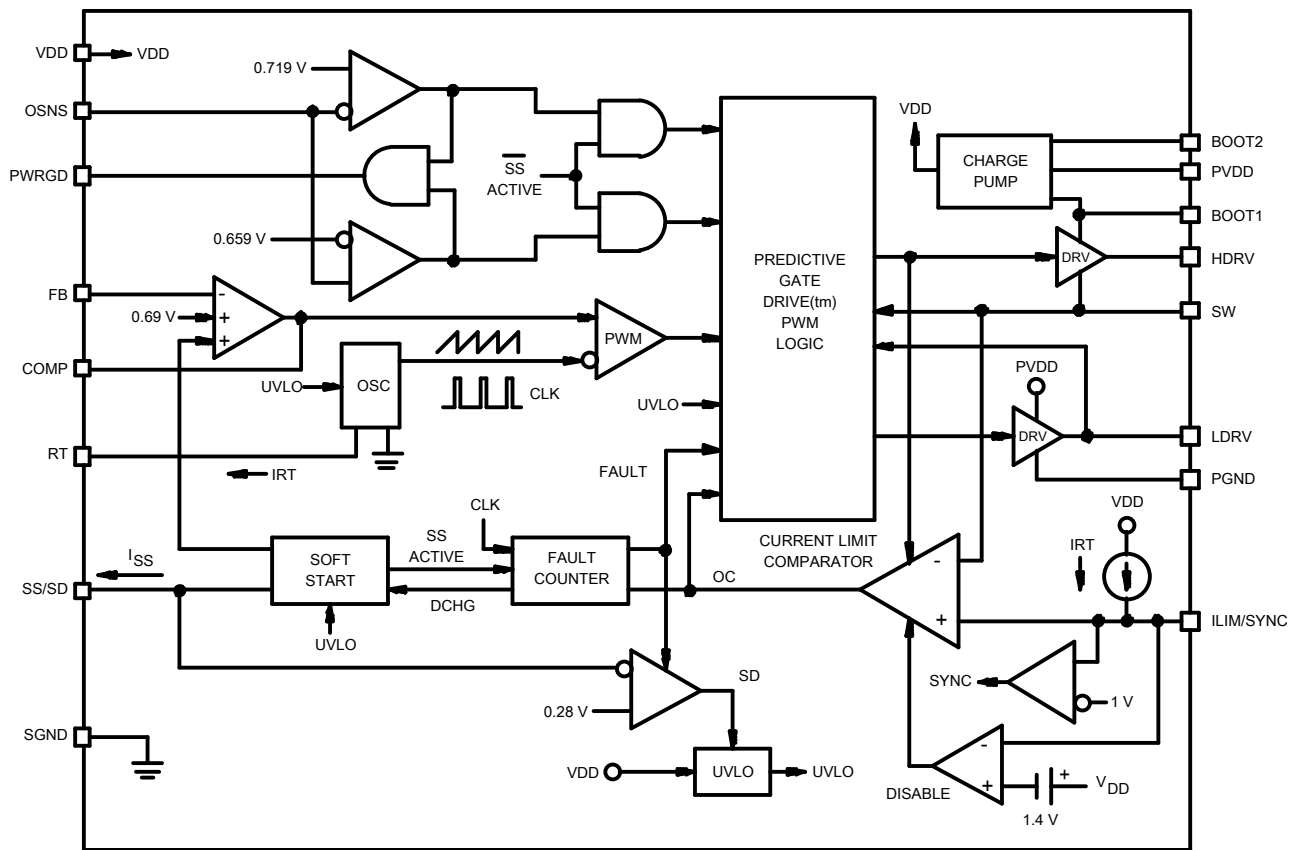 VDD
VDD
OSNS
PWRGD
FB
COMP
RT
SS/SD
SGND
0.719 V
0.659 V
SS
ACTIVE
-
0.69 V
+
+
UVLO
OSC
CLK
PWM
UVLO
IRT
FAULT
PREDICTIVE
GATE
DRIVE(tm)
PWM
LOGIC
VDD
CHARGE
PUMP
BOOT2
PVDD
BOOT1
HDRV
SW
DRV
PVDD
DRV
LDRV
PGND
ISS
SOFT
START
UVLO
SS
ACTIVE
DCHG
CLK
FAULT
COUNTER
OC
CURRENT LIMIT
COMPARATOR
-
+
VDD
IRT
ILIM/SYNC
SYNC
1 V
0.28 V
SD
VDD
UVLO
UVLO
DISABLE
-
+
+
1.4 V
VDD